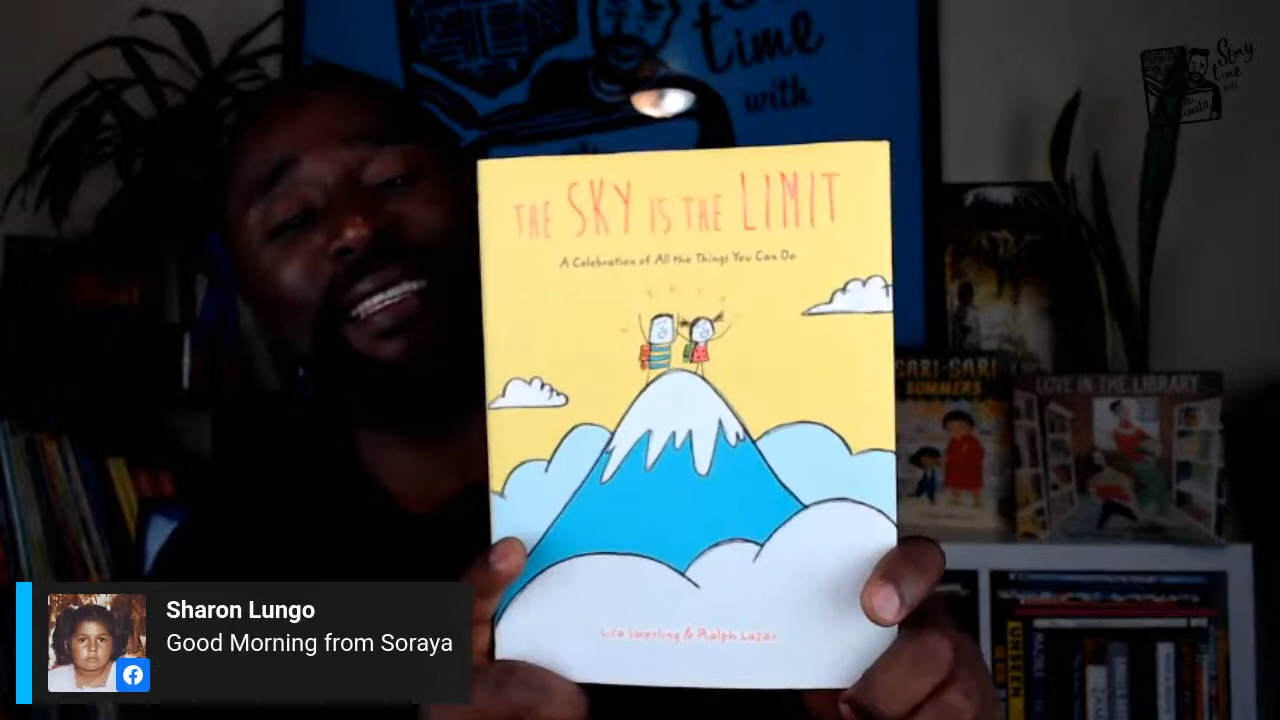 time
with
Story
time
with
THE SKY IS THE LIMIT
A Celebration of All the Things You Can Do
Lisa Swerling & Ralph Lazar
SARI-SARI
SUMMERS
LOVE IN THE LIBRARY
UNSEEN
Sharon Lungo
Good Morning from Soraya